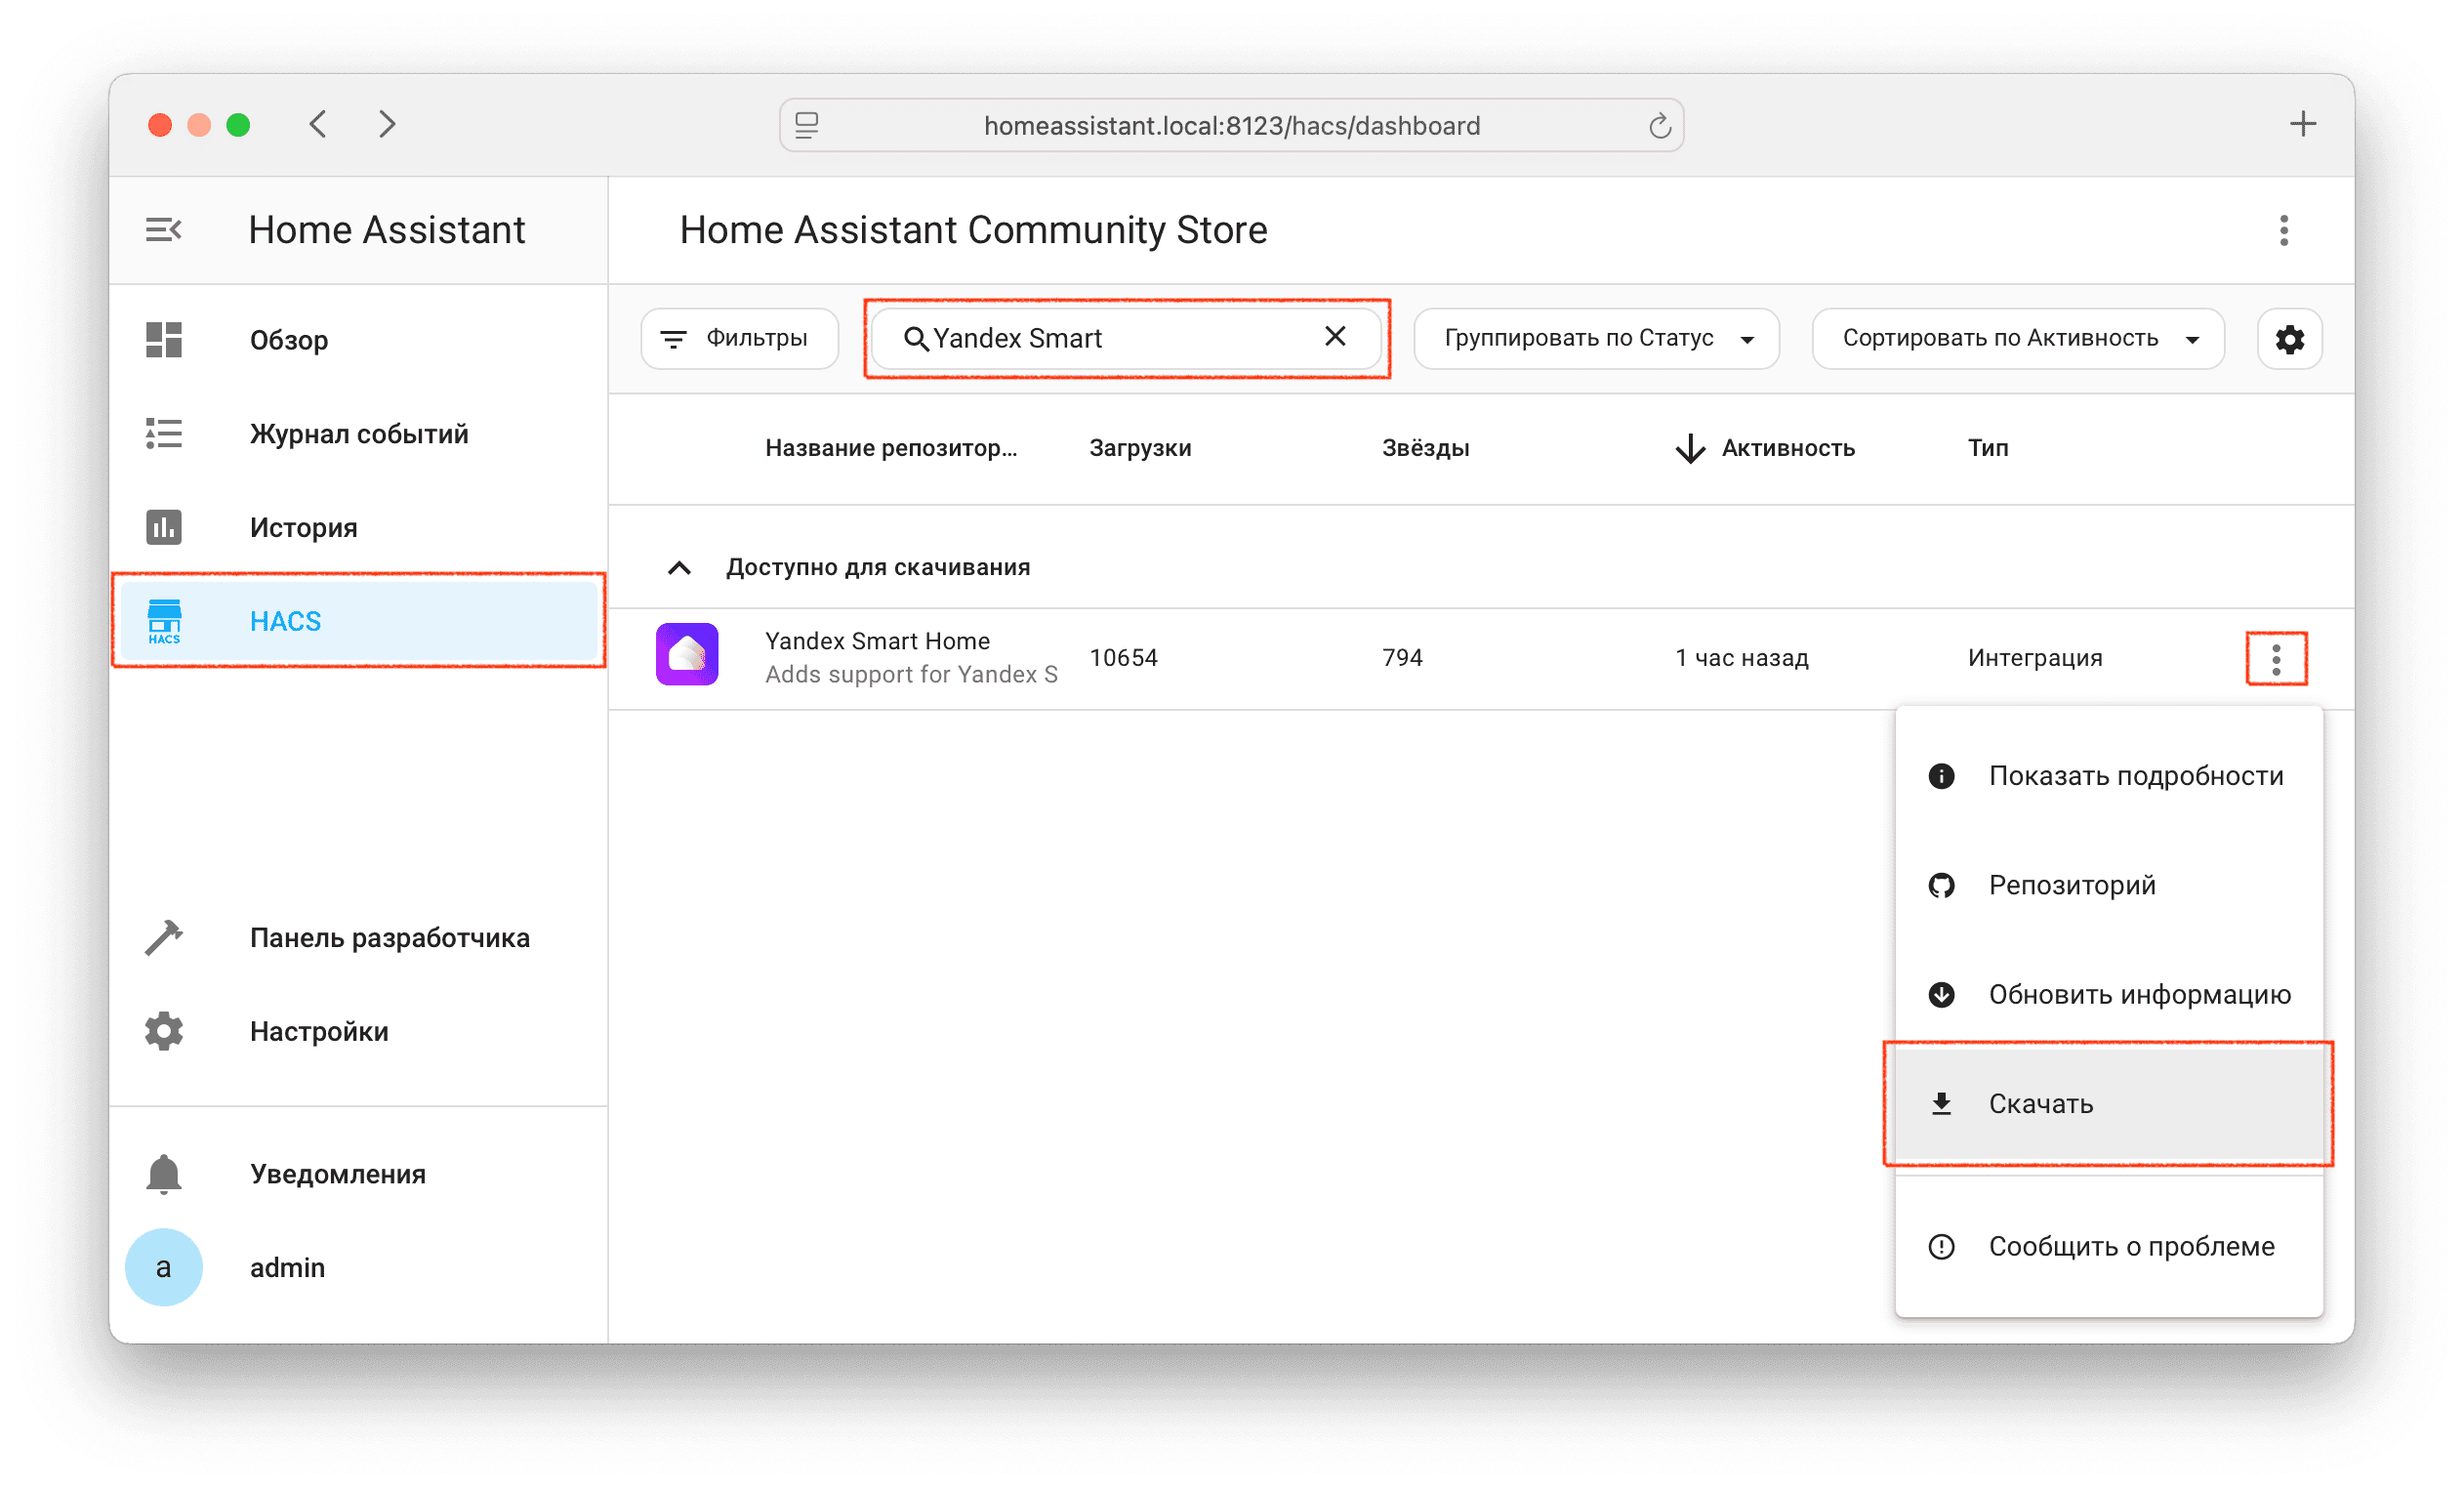 homeassistant.local:8123/hacs/dashboard
Home Assistant
Home Assistant Community Store
Обзор
Журнал событий
История
HACS
HACS
Панель разработчика
Настройки
Уведомления
a
admin
Фильтры
Yandex Smart
Группировать по Статус
Сортировать по Активность
Название репозитор...
Загрузки
Звёзды
Активность
Тип
Доступно для скачивания
Yandex Smart Home
Adds support for Yandex S
10654
794
1 час назад
Интеграция
Показать подробности
Репозиторий
Обновить информацию
Скачать
Сообщить о проблеме